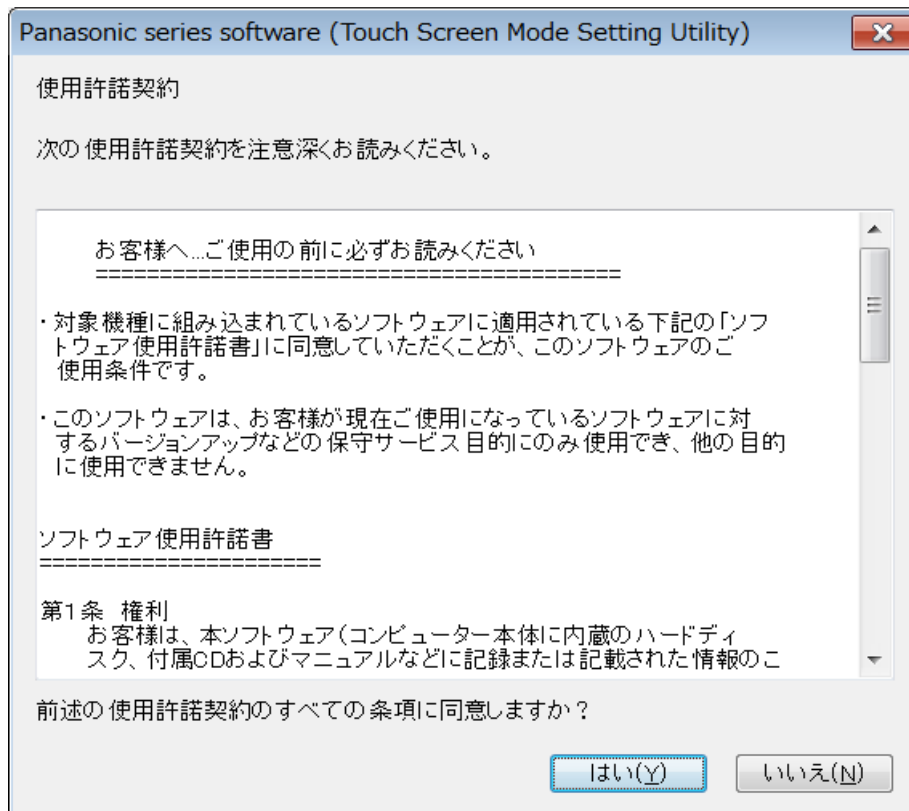 Panasonic series software (Touch Screen Mode Setting Utility)
使用許諾契約
次の使用許諾契約を注意深くお読みください。
お客様へ...ご使用の前に必ずお読みください
=========================================
・対象機種に組み込まれているソフトウェアに適用されている下記の「ソフ
トウェア使用許諾書」に同意していただくことが、このソフトウェアのご
使用条件です。
・このソフトウェアは、お客様が現在ご使用になっているソフトウェアに対
するバージョンアップなどの保守サービス目的にのみ使用でき、他の目的
に使用できません。
ソフトウェア使用許諾書
======================
第1条 権利
お客様は、本ソフトウェア(コンピューター本体に内蔵のハードディ
スク、付属CDおよびマニュアルなどに記録または記載された情報のこ
前述の使用許諾契約のすべての条項に同意しますか?
はい(Y) いいえ(N)